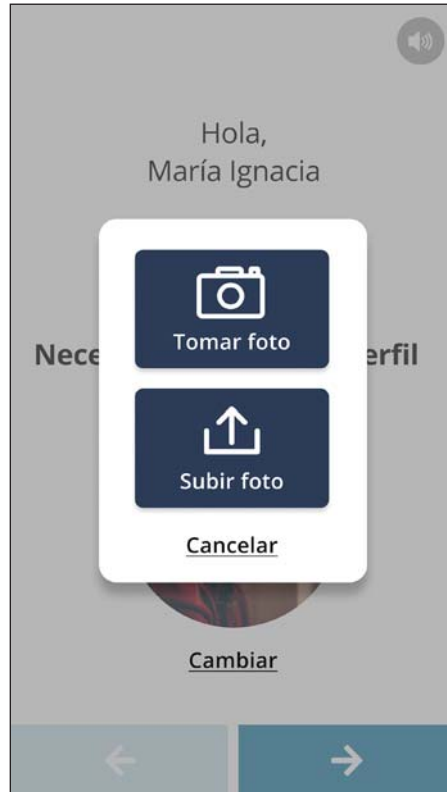 Hola,
María Ignacia
Tomar foto
Nece erfil
Subir foto
Cancelar
Cambiar